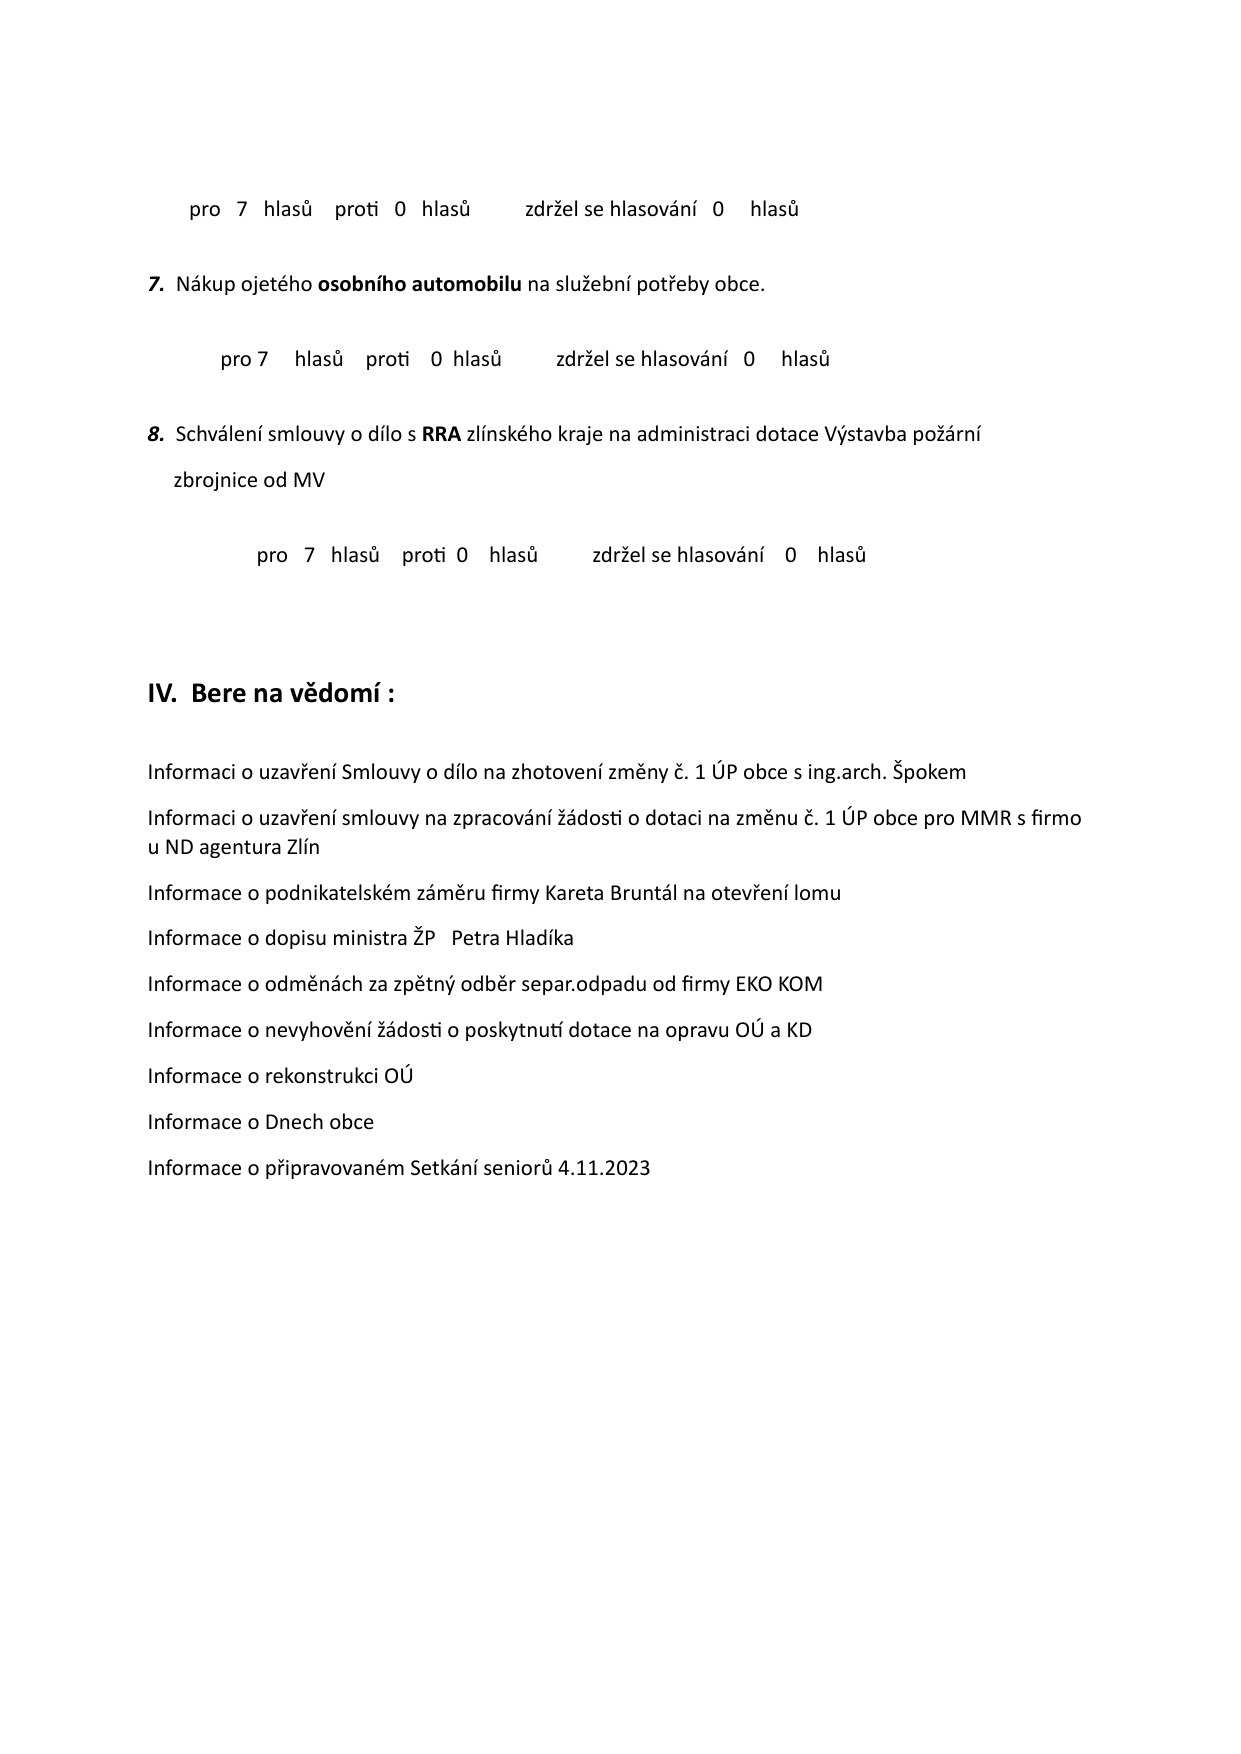 pro 7 hlasů proti 0 hlasů zdržel se hlasování 0 hlasů
7. Nákup ojetého osobního automobilu na služební potřeby obce.
pro 7 hlasů proti 0 hlasů zdržel se hlasování 0 hlasů
8. Schválení smlouvy o dílo s RRA zlínského kraje na administraci dotace Výstavba požární
zbrojnice od MV
pro 7 hlasů proti 0 hlasů zdržel se hlasování 0 hlasů
IV. Bere na vědomí :
Informaci o uzavření Smlouvy o dílo na zhotovení změny č. 1 ÚP obce s ing.arch. Špokem
Informaci o uzavření smlouvy na zpracování žádosti o dotaci na změnu č. 1 ÚP obce pro MMR s firmo
u ND agentura Zlín
Informace o podnikatelském záměru firmy Kareta Bruntál na otevření lomu
Informace o dopisu ministra ŽP Petra Hladíka
Informace o odměnách za zpětný odběr separ.odpadu od firmy EKO KOM
Informace o nevyhovění žádosti o poskytnutí dotace na opravu OÚ a KD
Informace o rekonstrukci OÚ
Informace o Dnech obce
Informace o připravovaném Setkání seniorů 4.11.2023